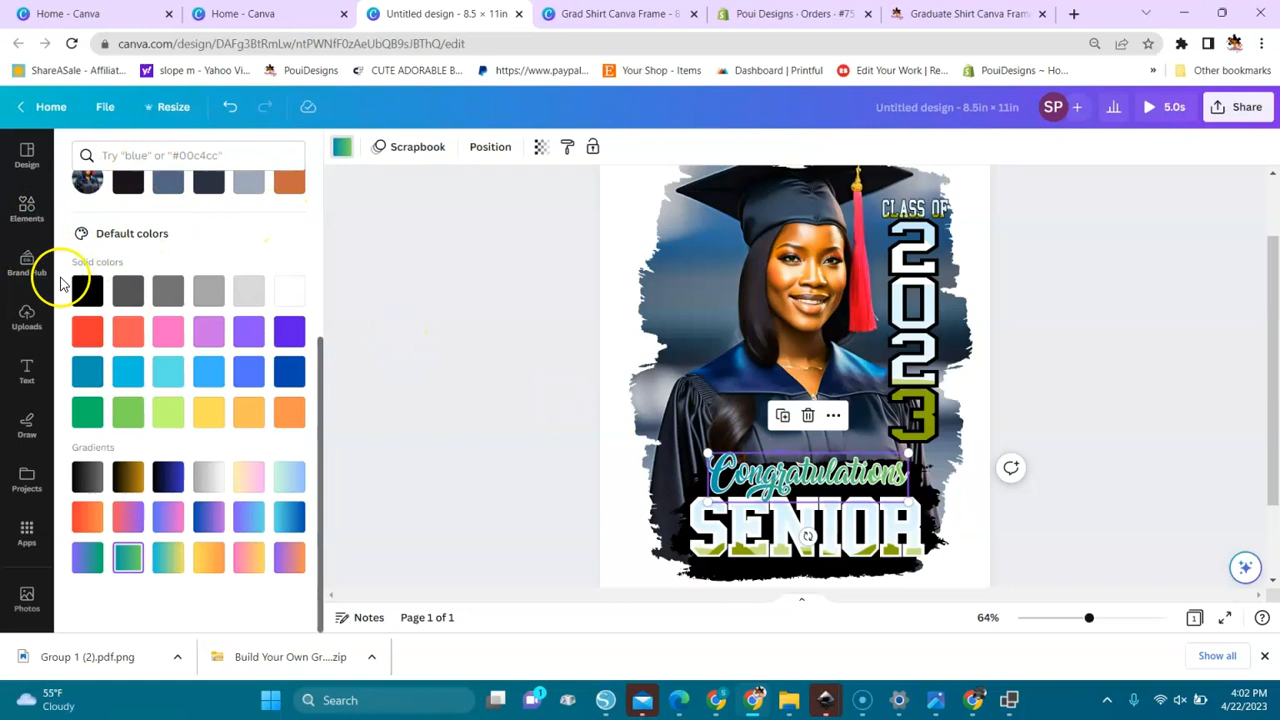 Home - Canva
Home - Canva
Untitled design - 8.5 × 11in
Grad Shirt Canva Frame - 8
Poui Designs · Orders · #75
Graduate Shirt Canva Fram
canva.com/design/DAFg3BtRmLw/ntPWNfF0zAeUbQB9sJBThQ/edit
ShareASale - Affiliat...
slope m - Yahoo Vi...
PouiDesigns
CUTE ADORABLE B...
https://www.paypal...
Your Shop - Items
Dashboard | Printful
Edit Your Work | Re...
PouiDesigns ~ Ho...
Other bookmarks
Home
File
Resize
Untitled design - 8.5in × 11in
SP
5.0s
Share
Design
Elements
Brand Hub
Uploads
Text
Draw
Projects
Apps
Photos
Try "blue" or "#00c4cc"
Default colors
Solid colors
Gradients
Scrapbook
Position
CLASS OF
2023
Congratulations
SENIOR
Notes
Page 1 of 1
64%
1
Group 1 (2).pdf.png
Build Your Own Gr....zip
Show all
55°F
Cloudy
Search
1
4:02 PM
4/22/2023